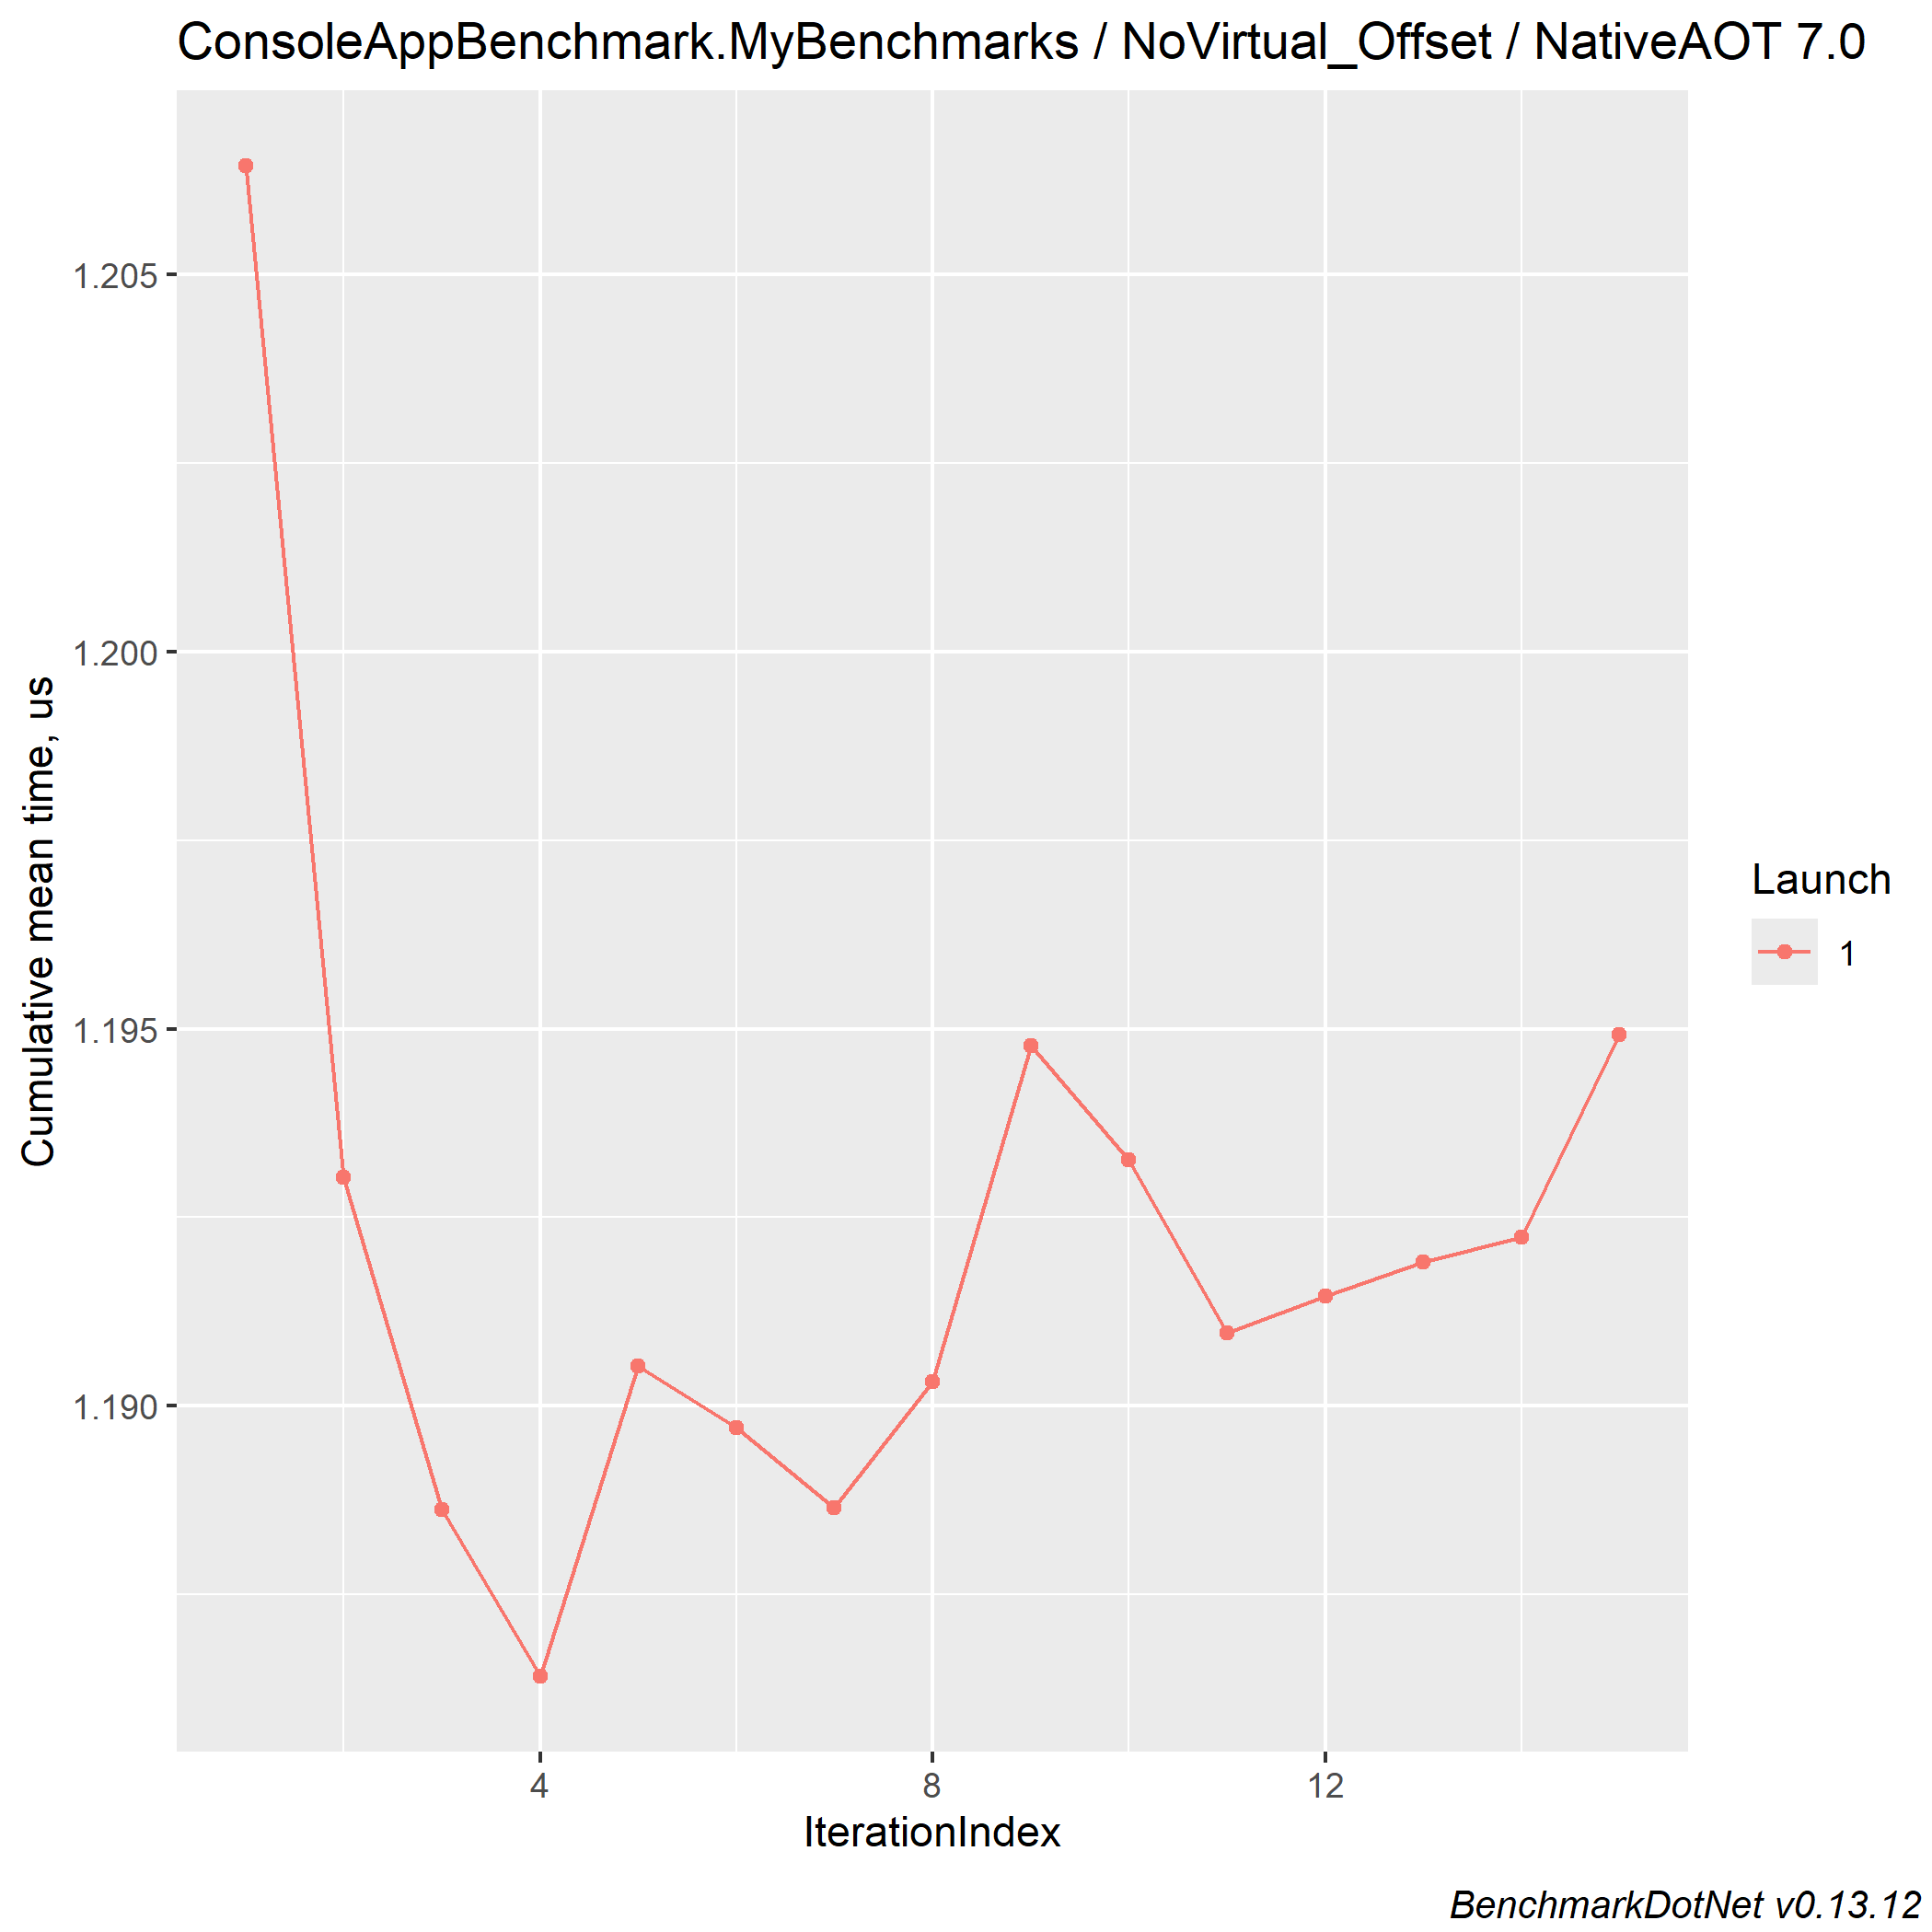 ConsoleAppBenchmark.MyBenchmarks / NoVirtual_Offset / NativeAOT 7.0
Cumulative mean time, us
1.205
1.200
1.195
1.190
4 8 12
IterationIndex
Launch
1
BenchmarkDotNet v0.13.12